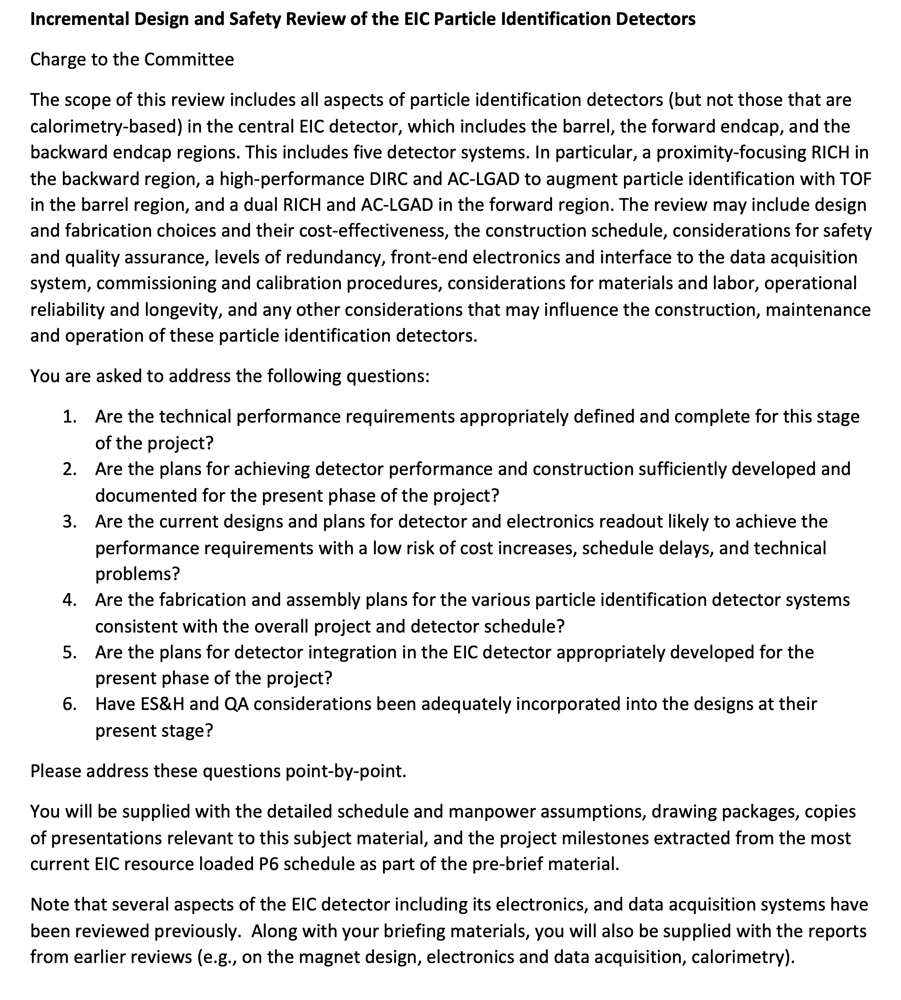 Incremental Design and Safety Review of the EIC Particle Identification Detectors
Charge to the Committee
The scope of this review includes all aspects of particle identification detectors (but not those that are
calorimetry-based) in the central EIC detector, which includes the barrel, the forward endcap, and the
backward endcap regions. This includes five detector systems. In particular, a proximity-focusing RICH in
the backward region, a high-performance DIRC and AC-LGAD to augment particle identification with TOF
in the barrel region, and a dual RICH and AC-LGAD in the forward region. The review may include design
and fabrication choices and their cost-effectiveness, the construction schedule, considerations for safety
and quality assurance, levels of redundancy, front-end electronics and interface to the data acquisition
system, commissioning and calibration procedures, considerations for materials and labor, operational
reliability and longevity, and any other considerations that may influence the construction, maintenance
and operation of these particle identification detectors.
You are asked to address the following questions:
1. Are the technical performance requirements appropriately defined and complete for this stage
of the project?
2. Are the plans for achieving detector performance and construction sufficiently developed and
documented for the present phase of the project?
3. Are the current designs and plans for detector and electronics readout likely to achieve the
performance requirements with a low risk of cost increases, schedule delays, and technical
problems?
4. Are the fabrication and assembly plans for the various particle identification detector systems
consistent with the overall project and detector schedule?
5. Are the plans for detector integration in the EIC detector appropriately developed for the
present phase of the project?
6. Have ES&H and QA considerations been adequately incorporated into the designs at their
present stage?
Please address these questions point-by-point.
You will be supplied with the detailed schedule and manpower assumptions, drawing packages, copies
of presentations relevant to this subject material, and the project milestones extracted from the most
current EIC resource loaded P6 schedule as part of the pre-brief material.
Note that several aspects of the EIC detector including its electronics, and data acquisition systems have
been reviewed previously.  Along with your briefing materials, you will also be supplied with the reports
from earlier reviews (e.g., on the magnet design, electronics and data acquisition, calorimetry).